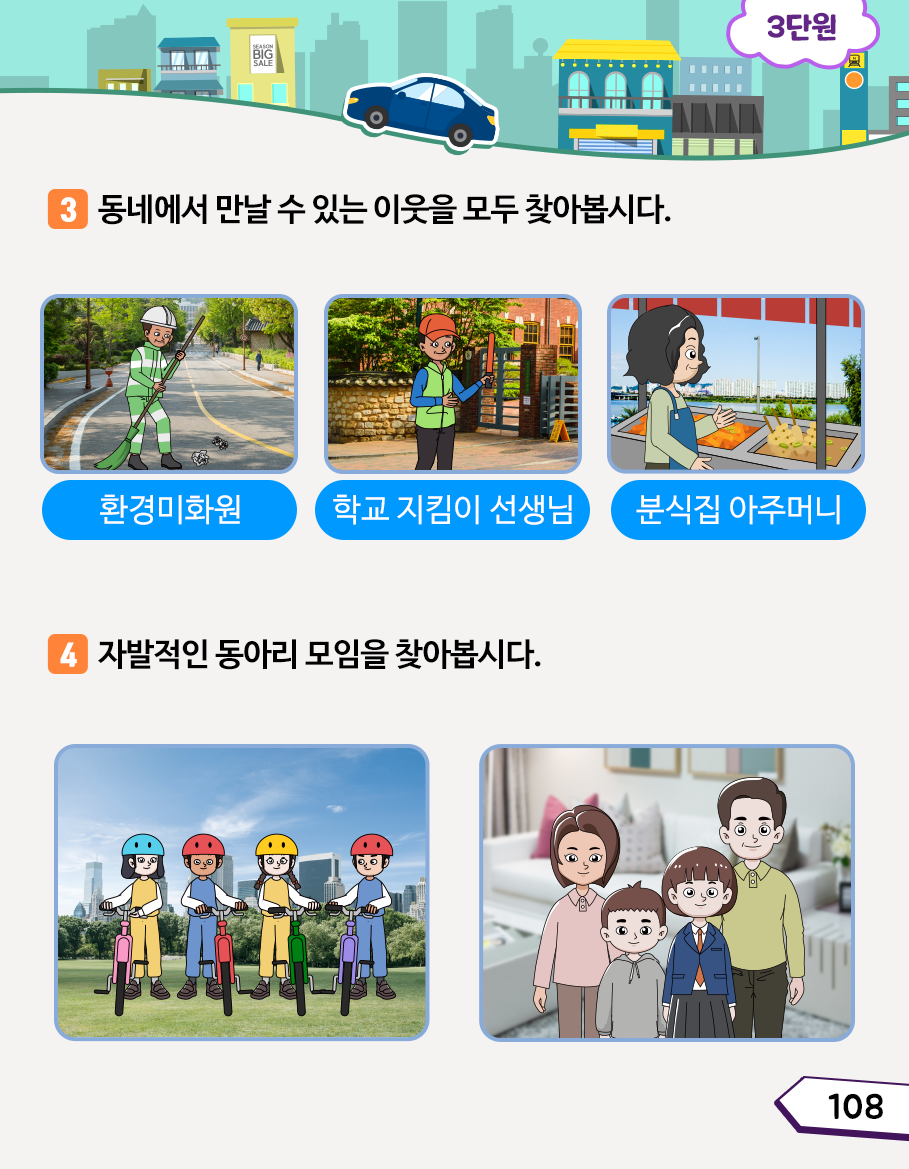 SEASON
BIG
SALE
3단원
3 동네에서 만날 수 있는 이웃을 모두 찾아봅시다.
환경미화원
학교 지킴이 선생님
분식집 아주머니
4 자발적인 동아리 모임을 찾아봅시다.
108